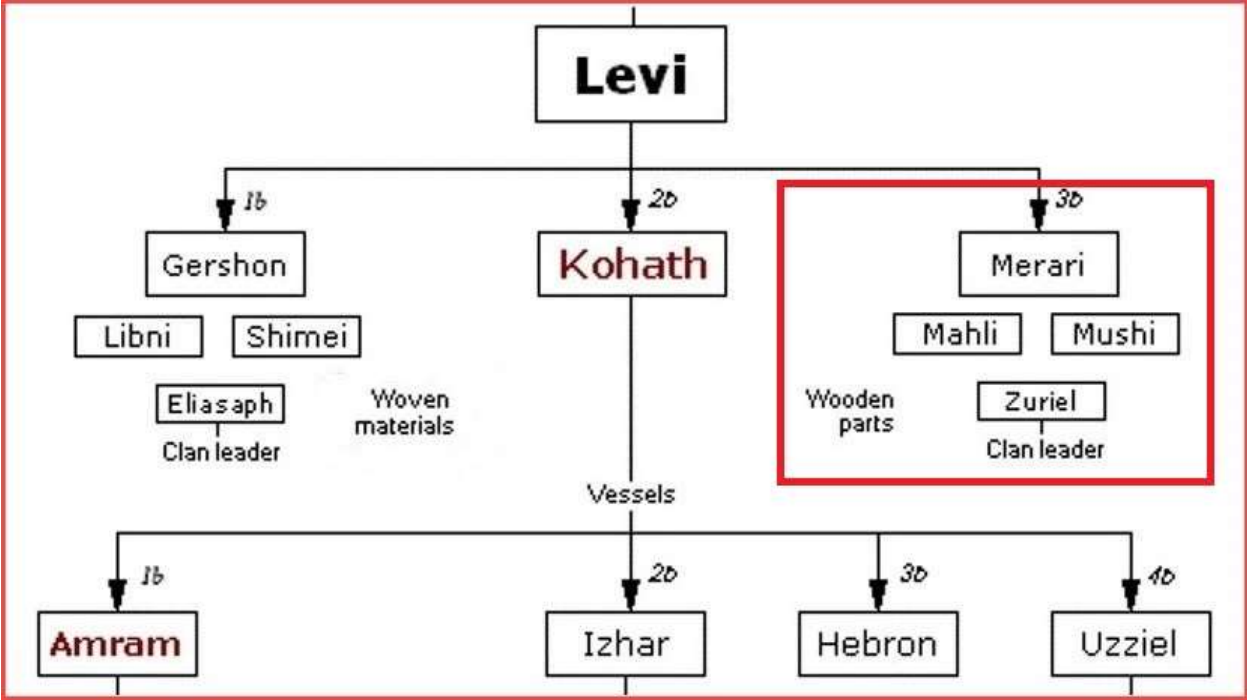 Levi
1b
2b
3b
Gershon
Kohath
Merari
Libni
Shimei
Mahli
Mushi
Eliasaph
Woven
materials
Wooden
parts
Zuriel
Clan leader
Clan leader
Vessels
1b
2b
3b
4b
Amram
Izhar
Hebron
Uzziel